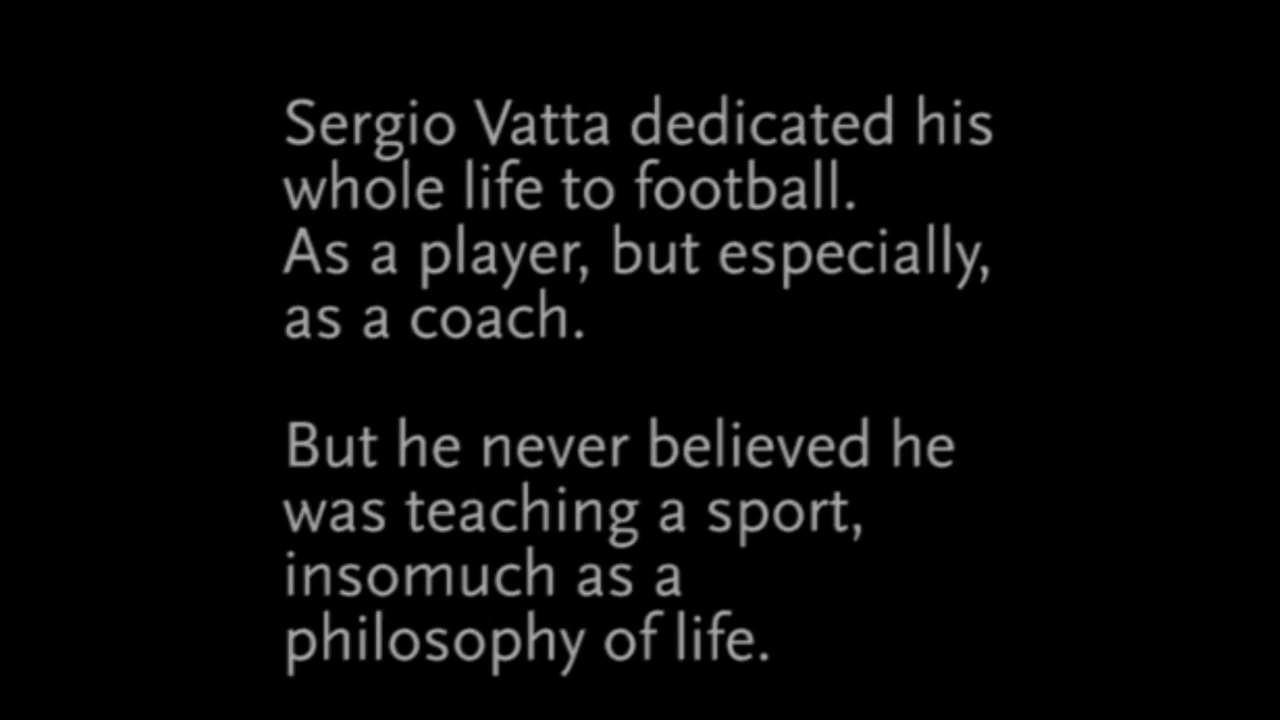 Sergio Vatta dedicated his
whole life to football.
As a player, but especially,
as a coach.
But he never believed he
was teaching a sport,
insomuch as a
philosophy of life.